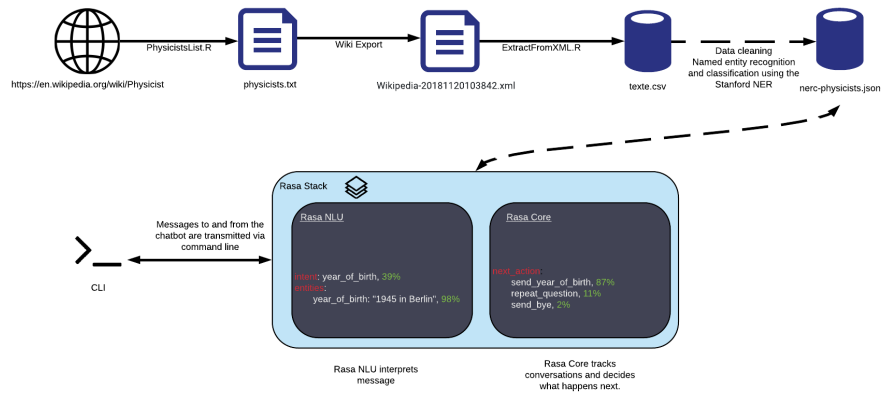 PhysicistsList.R
Wiki Export
ExtractFromXML.R
Data cleaning
Named entity recognition
and classification using the
Stanford NER
https://en.wikipedia.org/wiki/Physicist
physicists.txt
Wikipedia-20181120103842.xml
texte.csv
nerc-physicists.json
Rasa Stack
Rasa NLU
intent: year_of_birth, 39%
entities:
year_of_birth: "1945 in Berlin", 98%
Rasa Core
next_action:
send_year_of_birth, 87%
repeat_question, 11%
send_bye, 2%
Messages to and from the
chatbot are transmitted via
command line
CLI
Rasa NLU interprets
message
Rasa Core tracks
conversations and decides
what happens next.